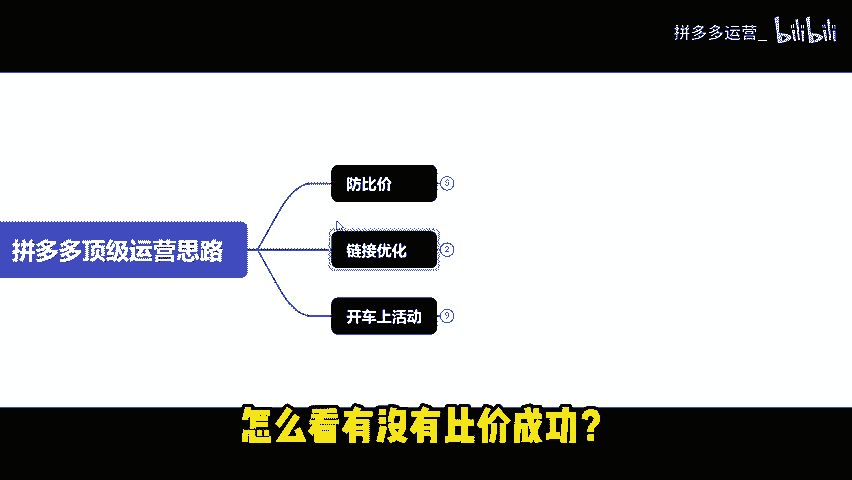 拼多多运营_ bilibili
防比价 5
拼多多顶级运营思路
链接优化 2
开车上活动 9
怎么看有没有比价成功？